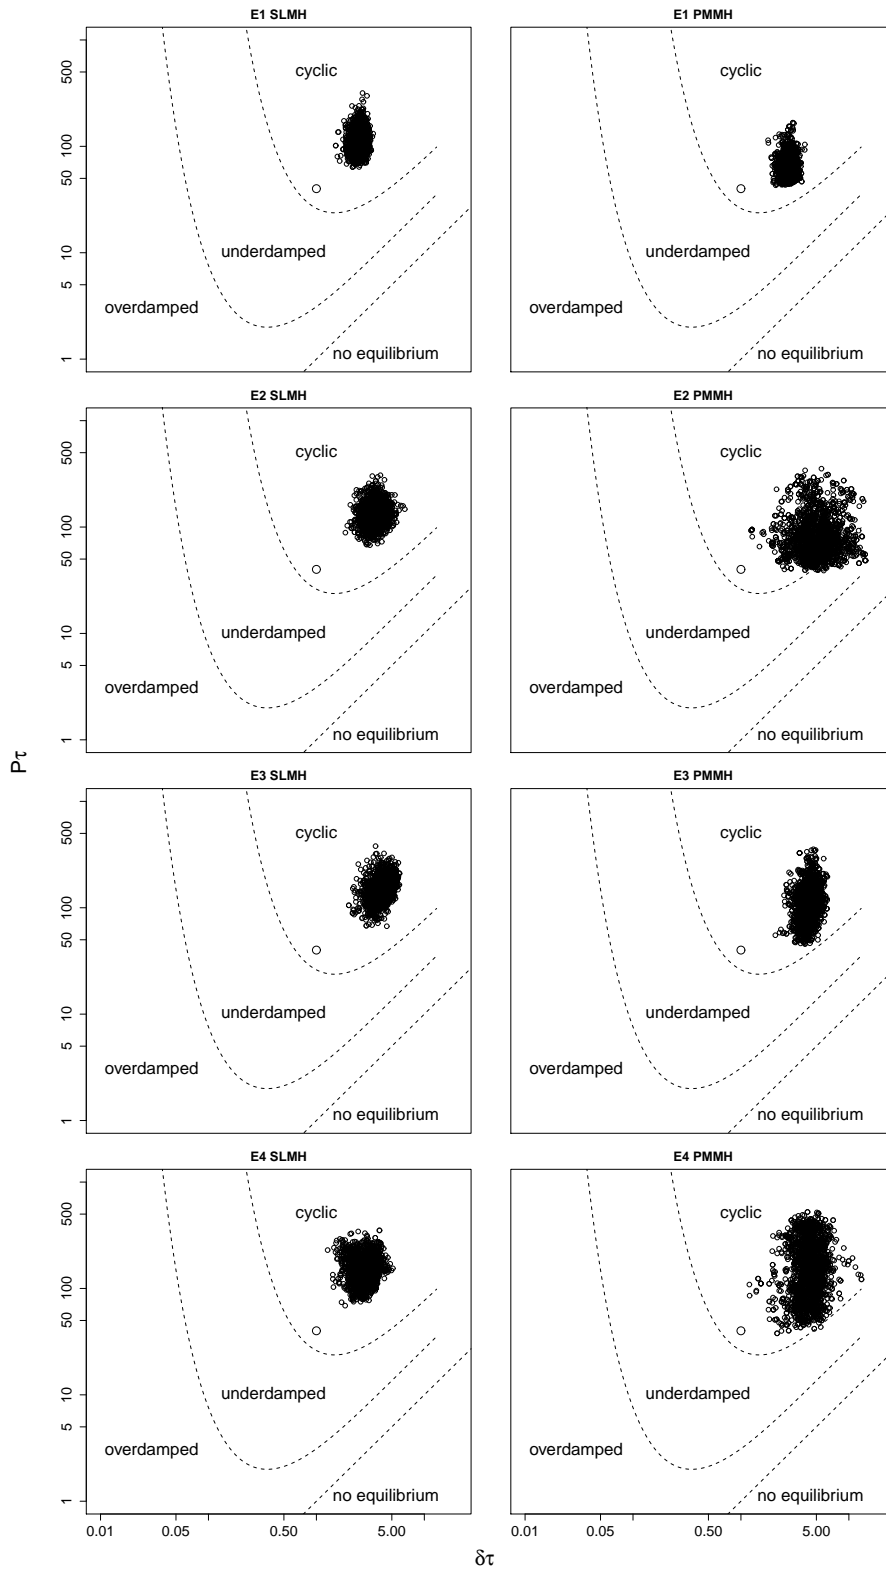 E1 SLMH
E1 PMMH
500
100
50
10
5
1
cyclic
underdamped
overdamped
no equilibrium
cyclic
underdamped
overdamped
no equilibrium
E2 SLMH
E2 PMMH
500
100
50
10
5
1
cyclic
underdamped
overdamped
no equilibrium
cyclic
underdamped
overdamped
no equilibrium
Pτ
E3 SLMH
E3 PMMH
500
100
50
10
5
1
cyclic
underdamped
overdamped
no equilibrium
cyclic
underdamped
overdamped
no equilibrium
E4 SLMH
E4 PMMH
500
100
50
10
5
1
cyclic
underdamped
overdamped
no equilibrium
cyclic
underdamped
overdamped
no equilibrium
0.01 0.05 0.50 5.00
0.01 0.05 0.50 5.00
δτ